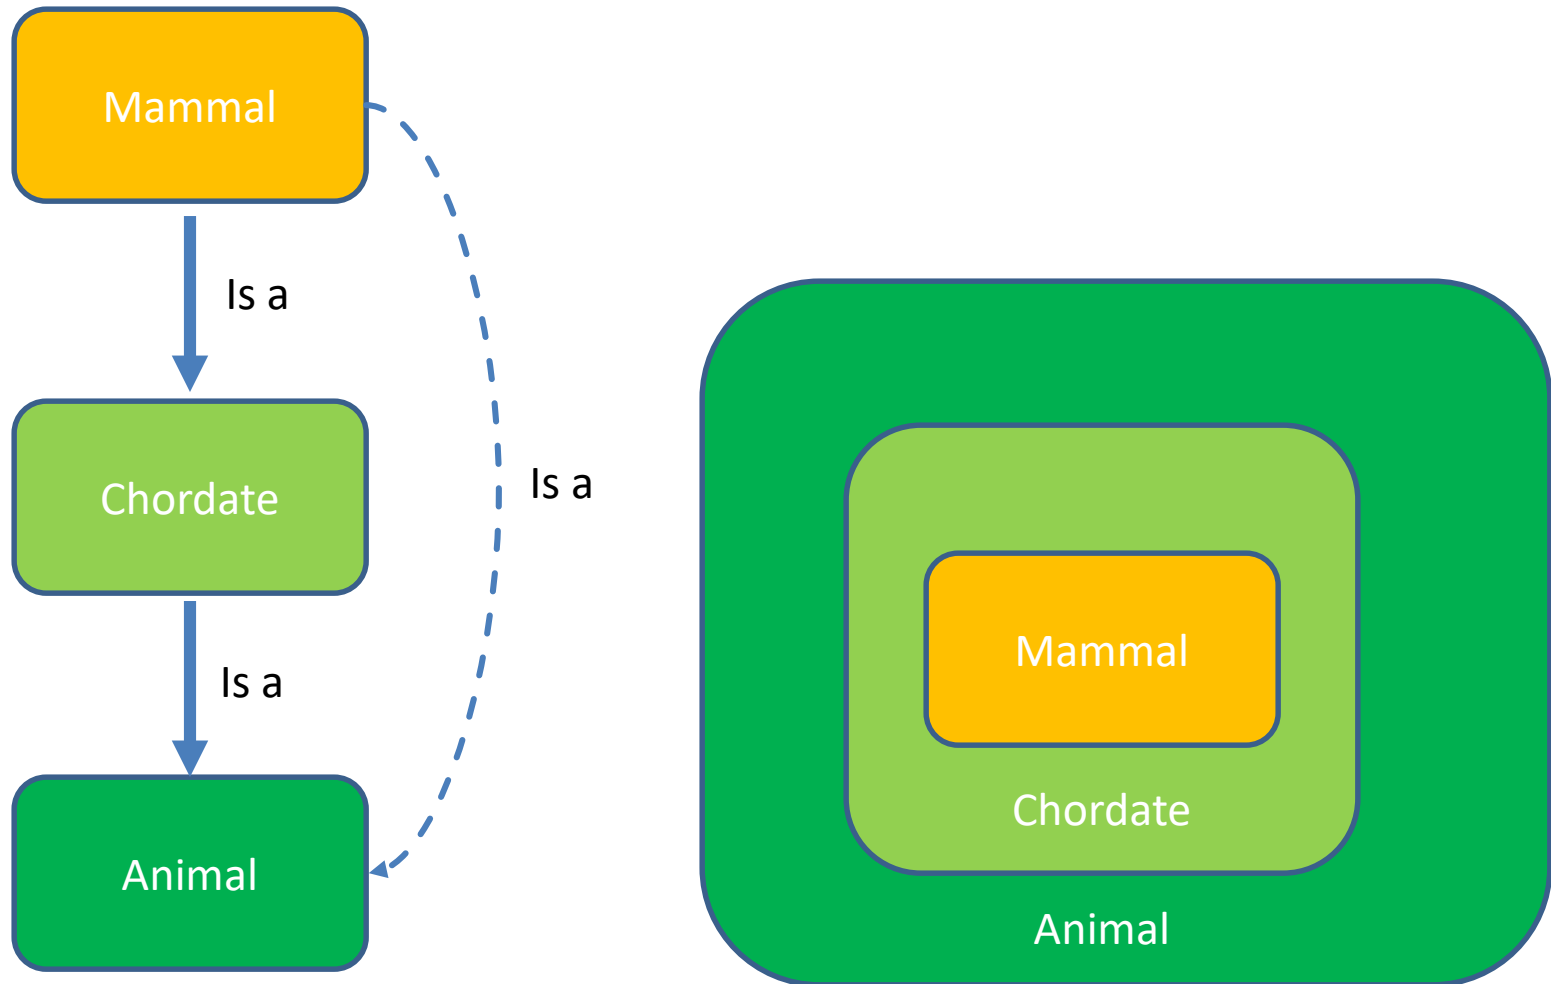 Mammal
Is a
Chordate
Is a
Is a
Animal
Mammal
Chordate
Animal